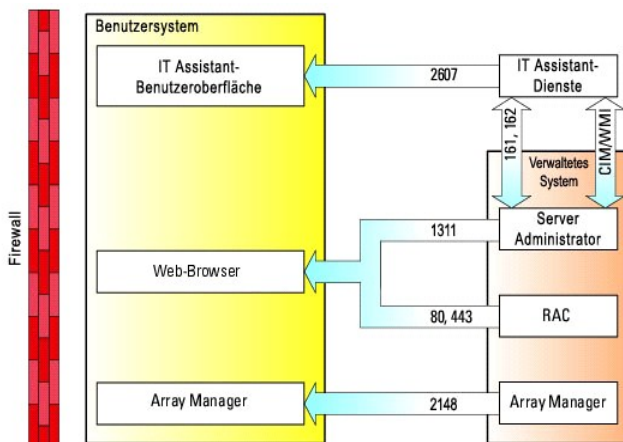 Firewall
Benutzersystem
IT Assistant-
Benutzeroberfläche
2607
IT Assistant-
Dienste
161, 162
CIM/WMI
Verwaltetes
System
1311
Server
Administrator
Web-Browser
80, 443
RAC
Array Manager
2148
Array Manager